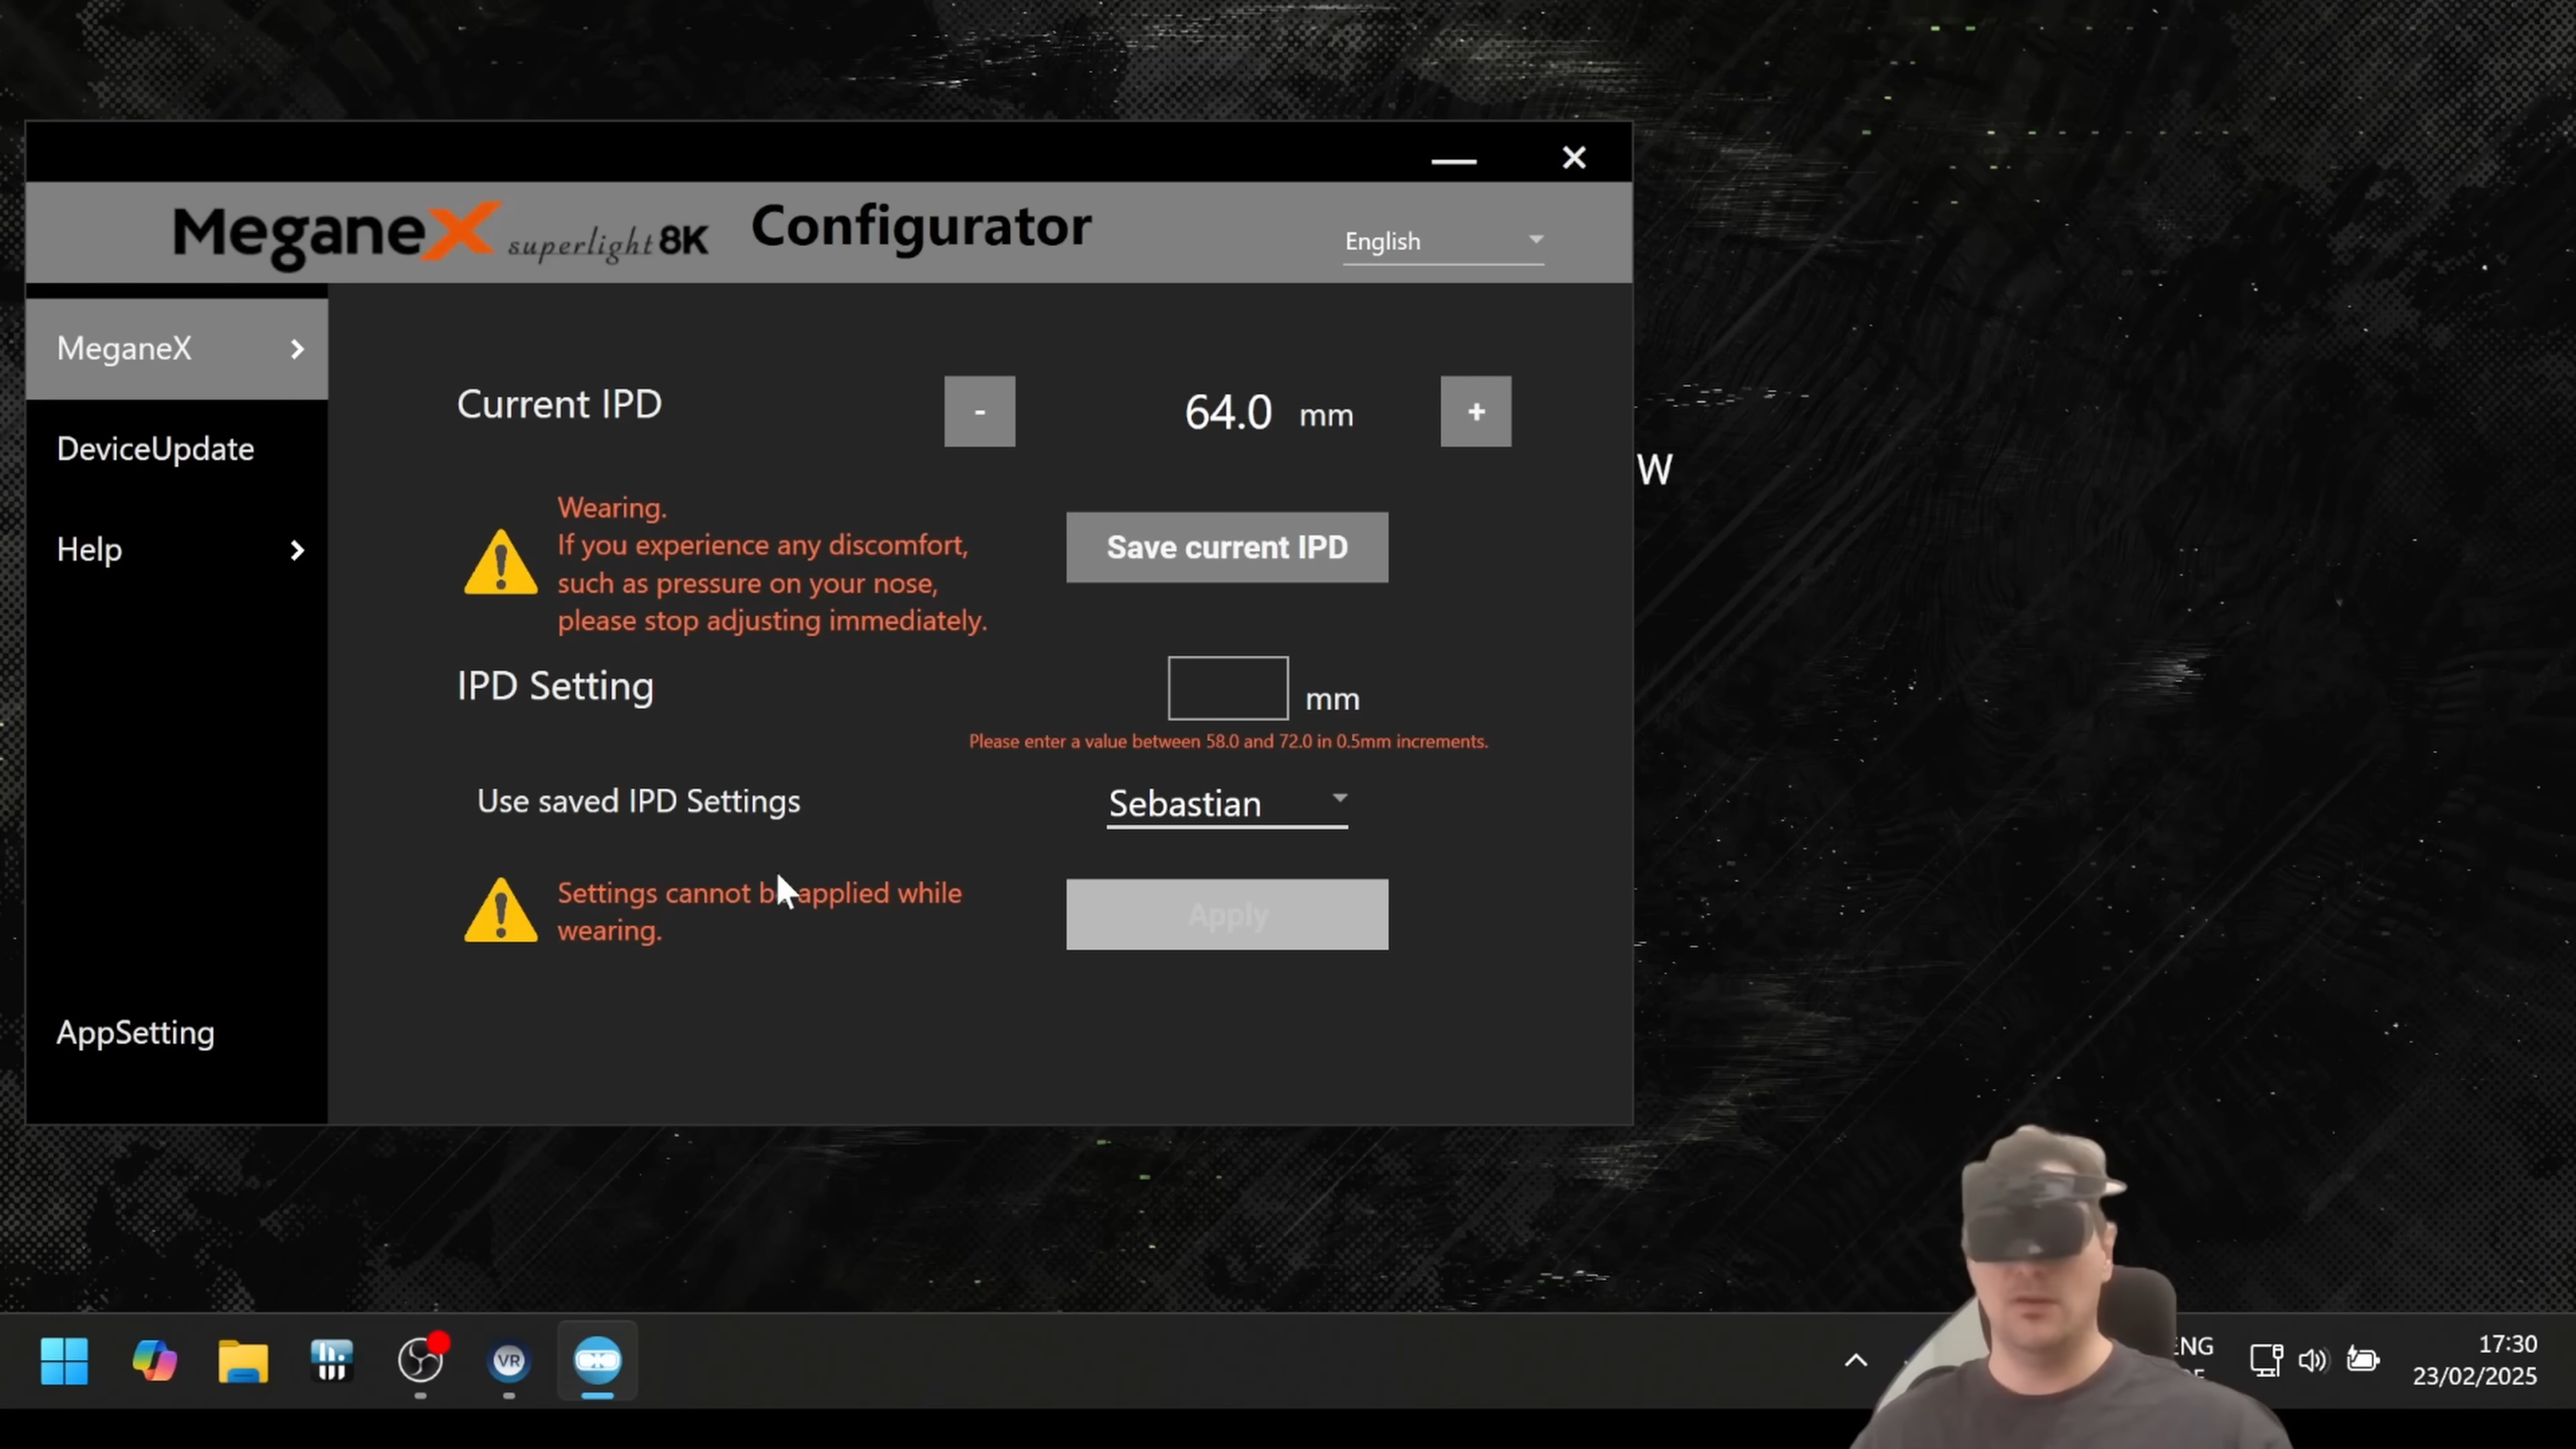 MeganeX superlight 8K Configurator
English
MeganeX
DeviceUpdate
Help
AppSetting
Current IPD
-
64.0 mm
+
Wearing.
If you experience any discomfort,
such as pressure on your nose,
please stop adjusting immediately.
Save current IPD
IPD Setting
mm
Please enter a value between 58.0 and 72.0 in 0.5mm increments.
Use saved IPD Settings
Sebastian
Settings cannot be applied while
wearing.
Apply
W
VR
ENG
17:30
23/02/2025